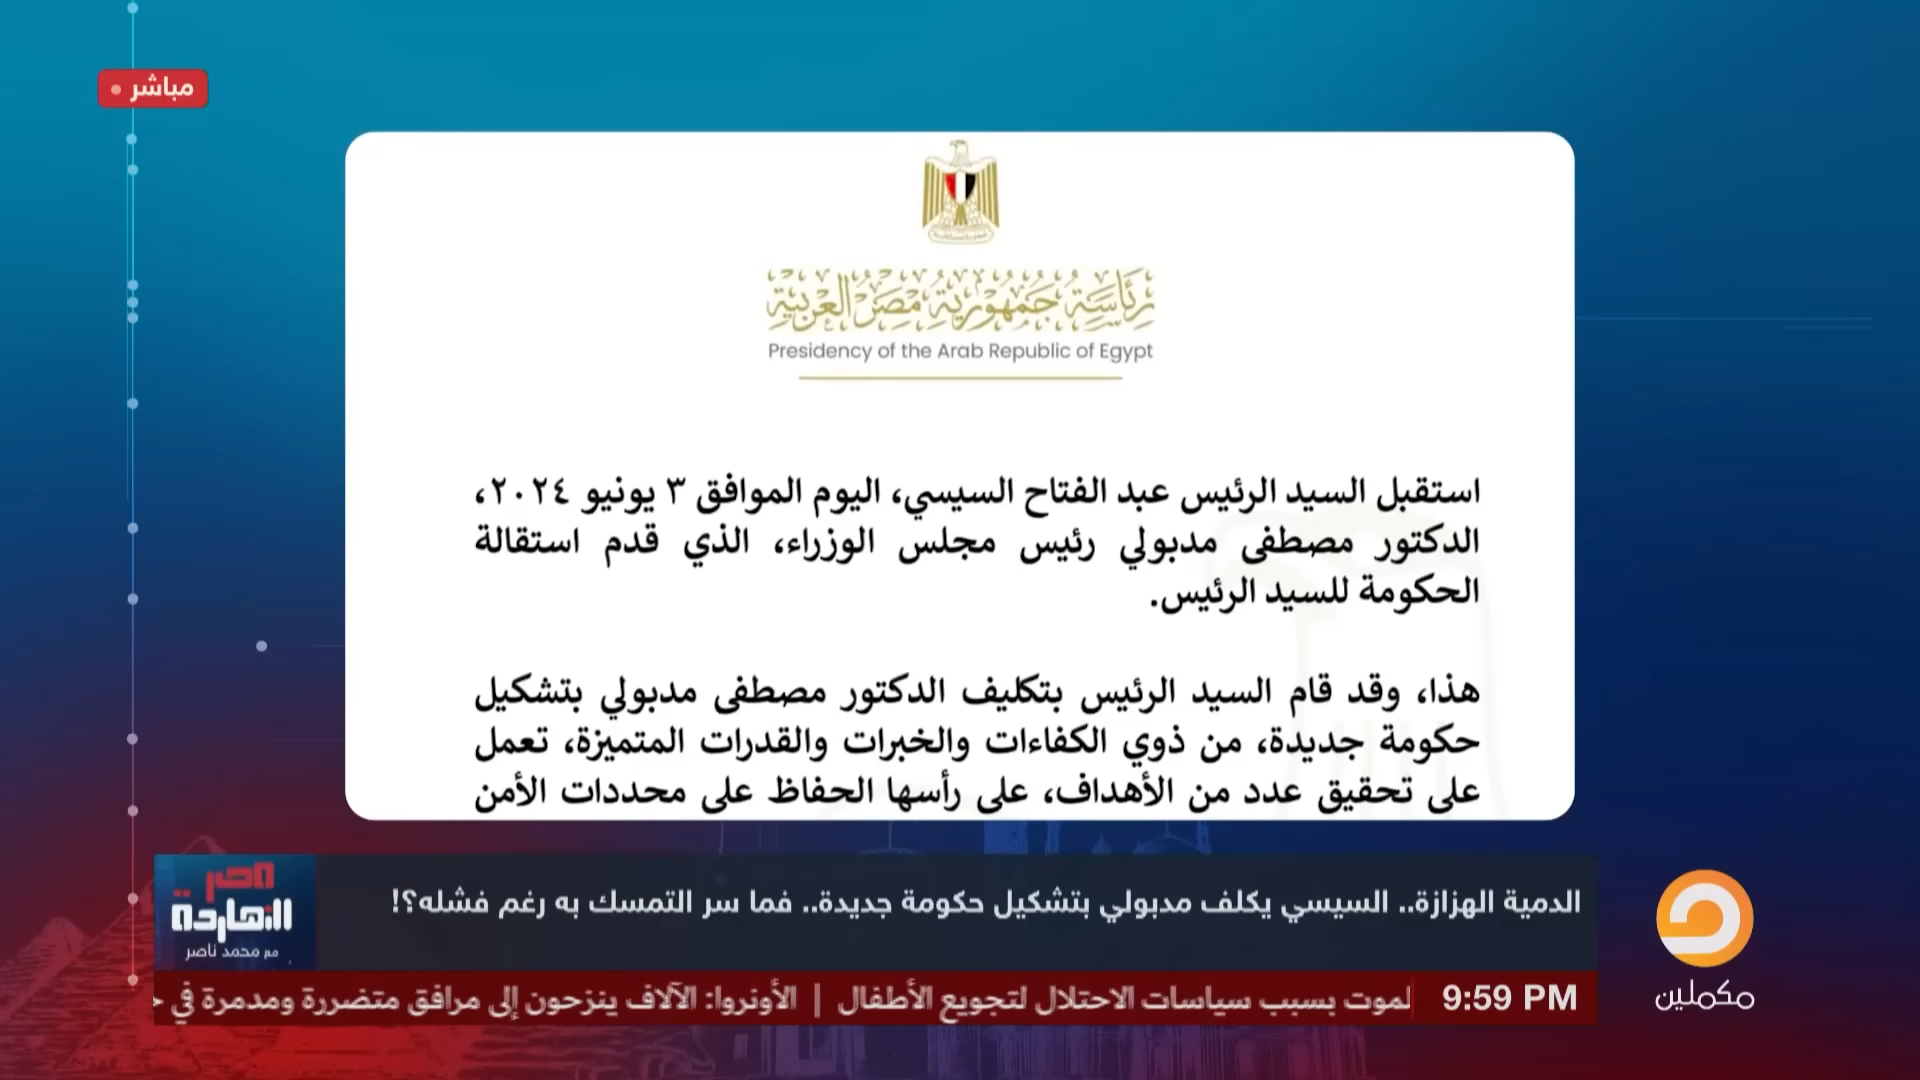 مباشر
رئاسة جمهورية مصر العربية
Presidency of the Arab Republic of Egypt
استقبل السيد الرئيس عبد الفتاح السيسي، اليوم الموافق ٣ يونيو ٢٠٢٤،
الدكتور مصطفى مدبولي رئيس مجلس الوزراء، الذي قدم استقالة
الحكومة للسيد الرئيس.
هذا، وقد قام السيد الرئيس بتكليف الدكتور مصطفى مدبولي بتشكيل
حكومة جديدة، من ذوي الكفاءات والخبرات والقدرات المتميزة، تعمل
على تحقيق عدد من الأهداف، على رأسها الحفاظ على محددات الأمن
الدمية الهزازة.. السيسي يكلف مدبولي بتشكيل حكومة جديدة.. فما سر التمسك به رغم فشله؟!
مصر
النهاردة
مع محمد ناصر
9:59 PM
لموت بسبب سياسات الاحتلال لتجويع الأطفال | الأونروا: الآلاف ينزحون إلى مرافق متضررة ومدمرة في
مكملين